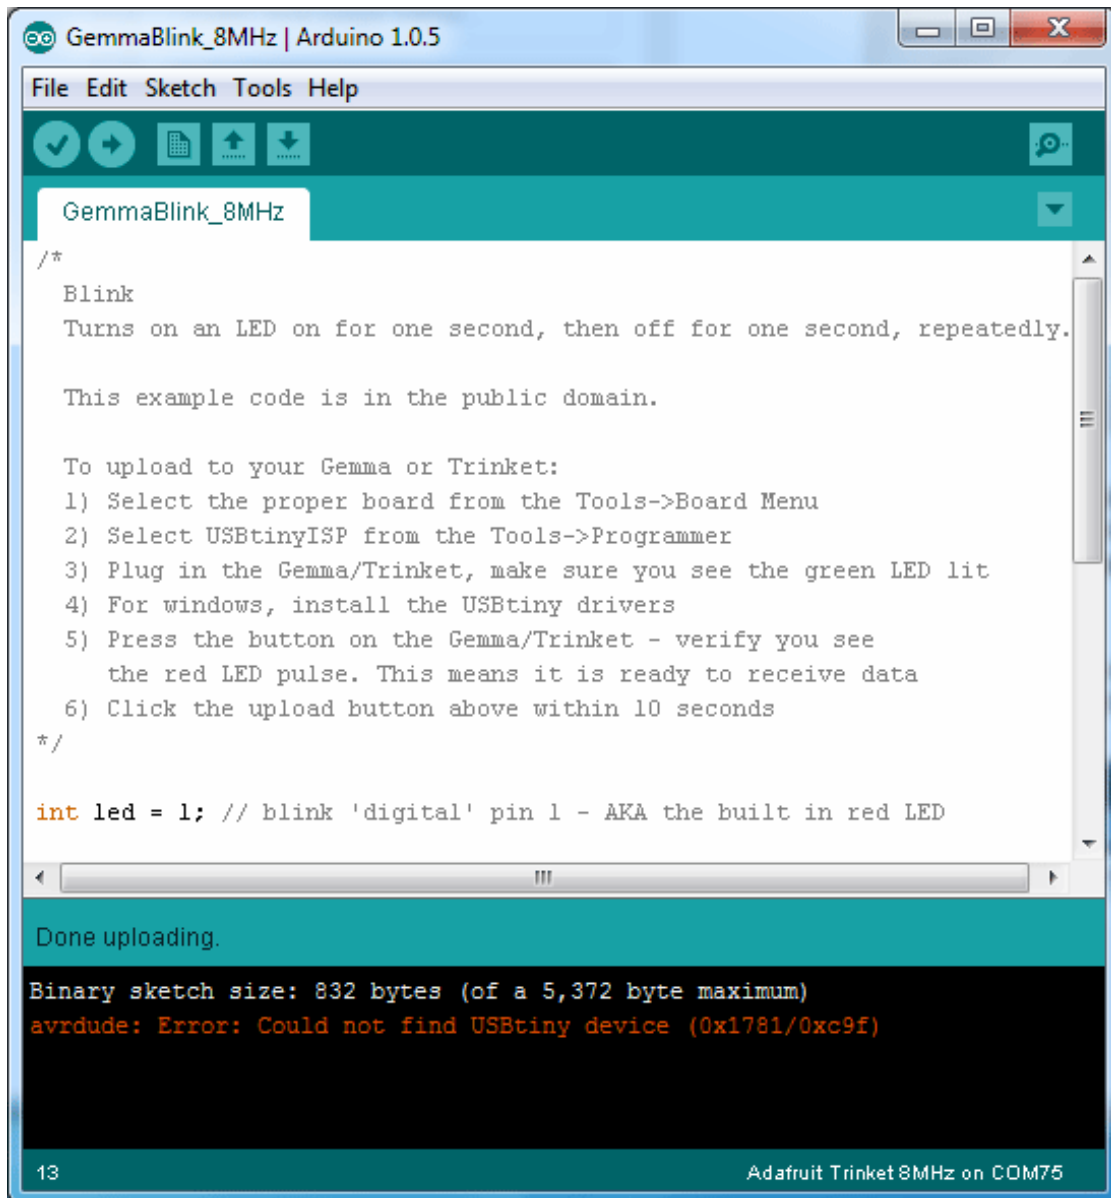 GemmaBlink_8MHz | Arduino 1.0.5
File Edit Sketch Tools Help
GemmaBlink_8MHz
/*
Blink
Turns on an LED on for one second, then off for one second, repeatedly.
This example code is in the public domain.
To upload to your Gemma or Trinket:
1) Select the proper board from the Tools->Board Menu
2) Select USBtinyISP from the Tools->Programmer
3) Plug in the Gemma/Trinket, make sure you see the green LED lit
4) For windows, install the USBtiny drivers
5) Press the button on the Gemma/Trinket - verify you see
the red LED pulse. This means it is ready to receive data
6) Click the upload button above within 10 seconds
*/
int led = 1; // blink 'digital' pin 1 - AKA the built in red LED
Done uploading.
Binary sketch size: 832 bytes (of a 5,372 byte maximum)
avrdude: Error: Could not find USBtiny device (0x1781/0xc9f)
13 Adafruit Trinket 8MHz on COM75